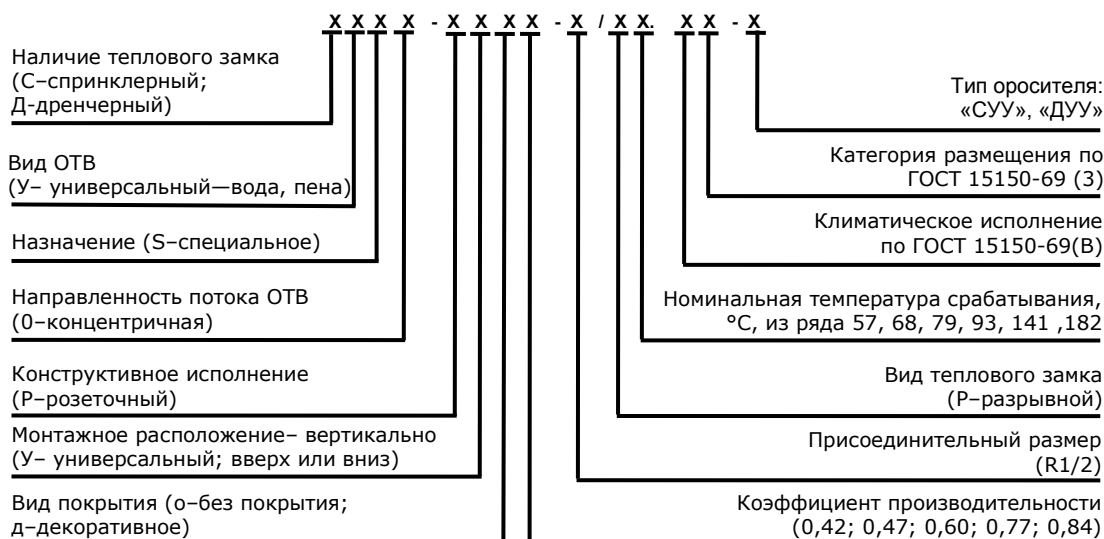 X X X X - X X X X - X / X X. X X - X
Наличие теплового замка
(С–спринклерный;
Д-дренчерный)
Вид ОТВ
(У– универсальный—вода, пена)
Назначение (S–специальное)
Направленность потока ОТВ
(0–концентричная)
Конструктивное исполнение
(Р–розеточный)
Монтажное расположение– вертикально
(У– универсальный; вверх или вниз)
Вид покрытия (о–без покрытия;
д–декоративное)
Тип оросителя:
«СУУ», «ДУУ»
Категория размещения по
ГОСТ 15150-69 (3)
Климатическое исполнение
по ГОСТ 15150-69(В)
Номинальная температура срабатывания,
°С, из ряда 57, 68, 79, 93, 141 ,182
Вид теплового замка
(Р–разрывной)
Присоединительный размер
(R1/2)
Коэффициент производительности
(0,42; 0,47; 0,60; 0,77; 0,84)